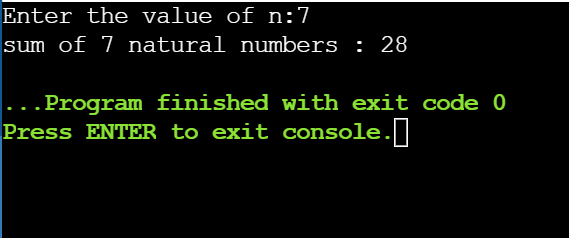 Enter the value of n:7
sum of 7 natural numbers : 28
...Program finished with exit code 0
Press ENTER to exit console.